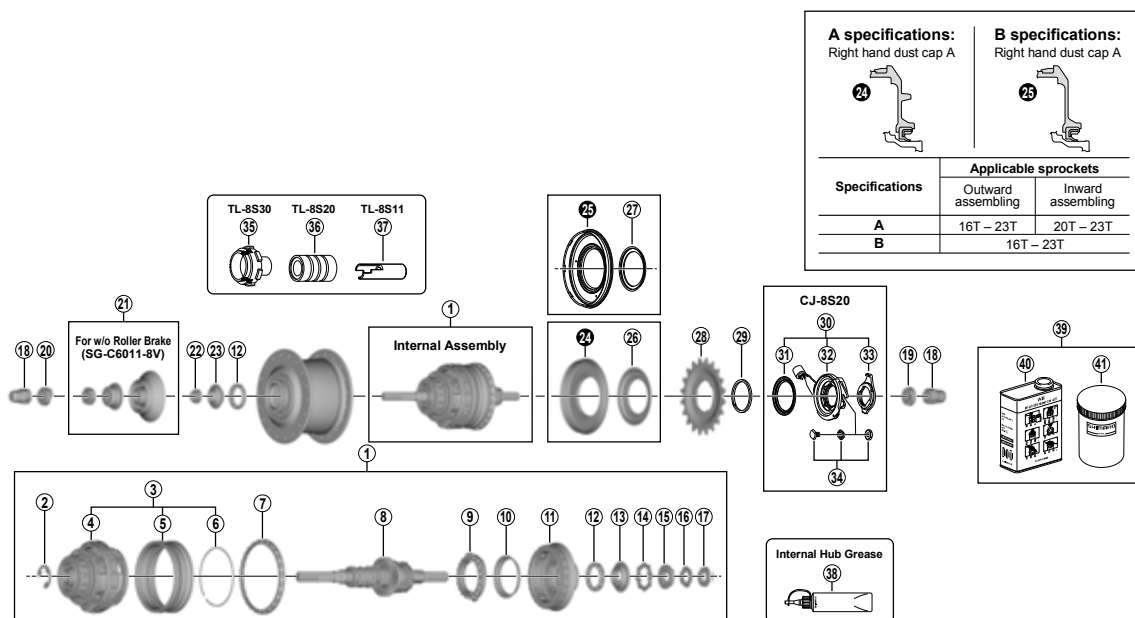 A specifications:
Right hand dust cap A
24
B specifications:
Right hand dust cap A
25
Specifications
Applicable sprockets
Outward assembling
Inward assembling
A
16T – 23T
20T – 23T
B
16T – 23T
TL-8S30
35
TL-8S20
36
TL-8S11
37
25
27
21
For w/o Roller Brake
(SG-C6011-8V)
18
20
22
23
12
1
Internal Assembly
24
26
28
29
CJ-8S20
30
31
32
33
34
19
18
39
40
41
1
2
3
4
5
6
7
8
9
10
11
12
13
14
15
16
17
Internal Hub Grease
38